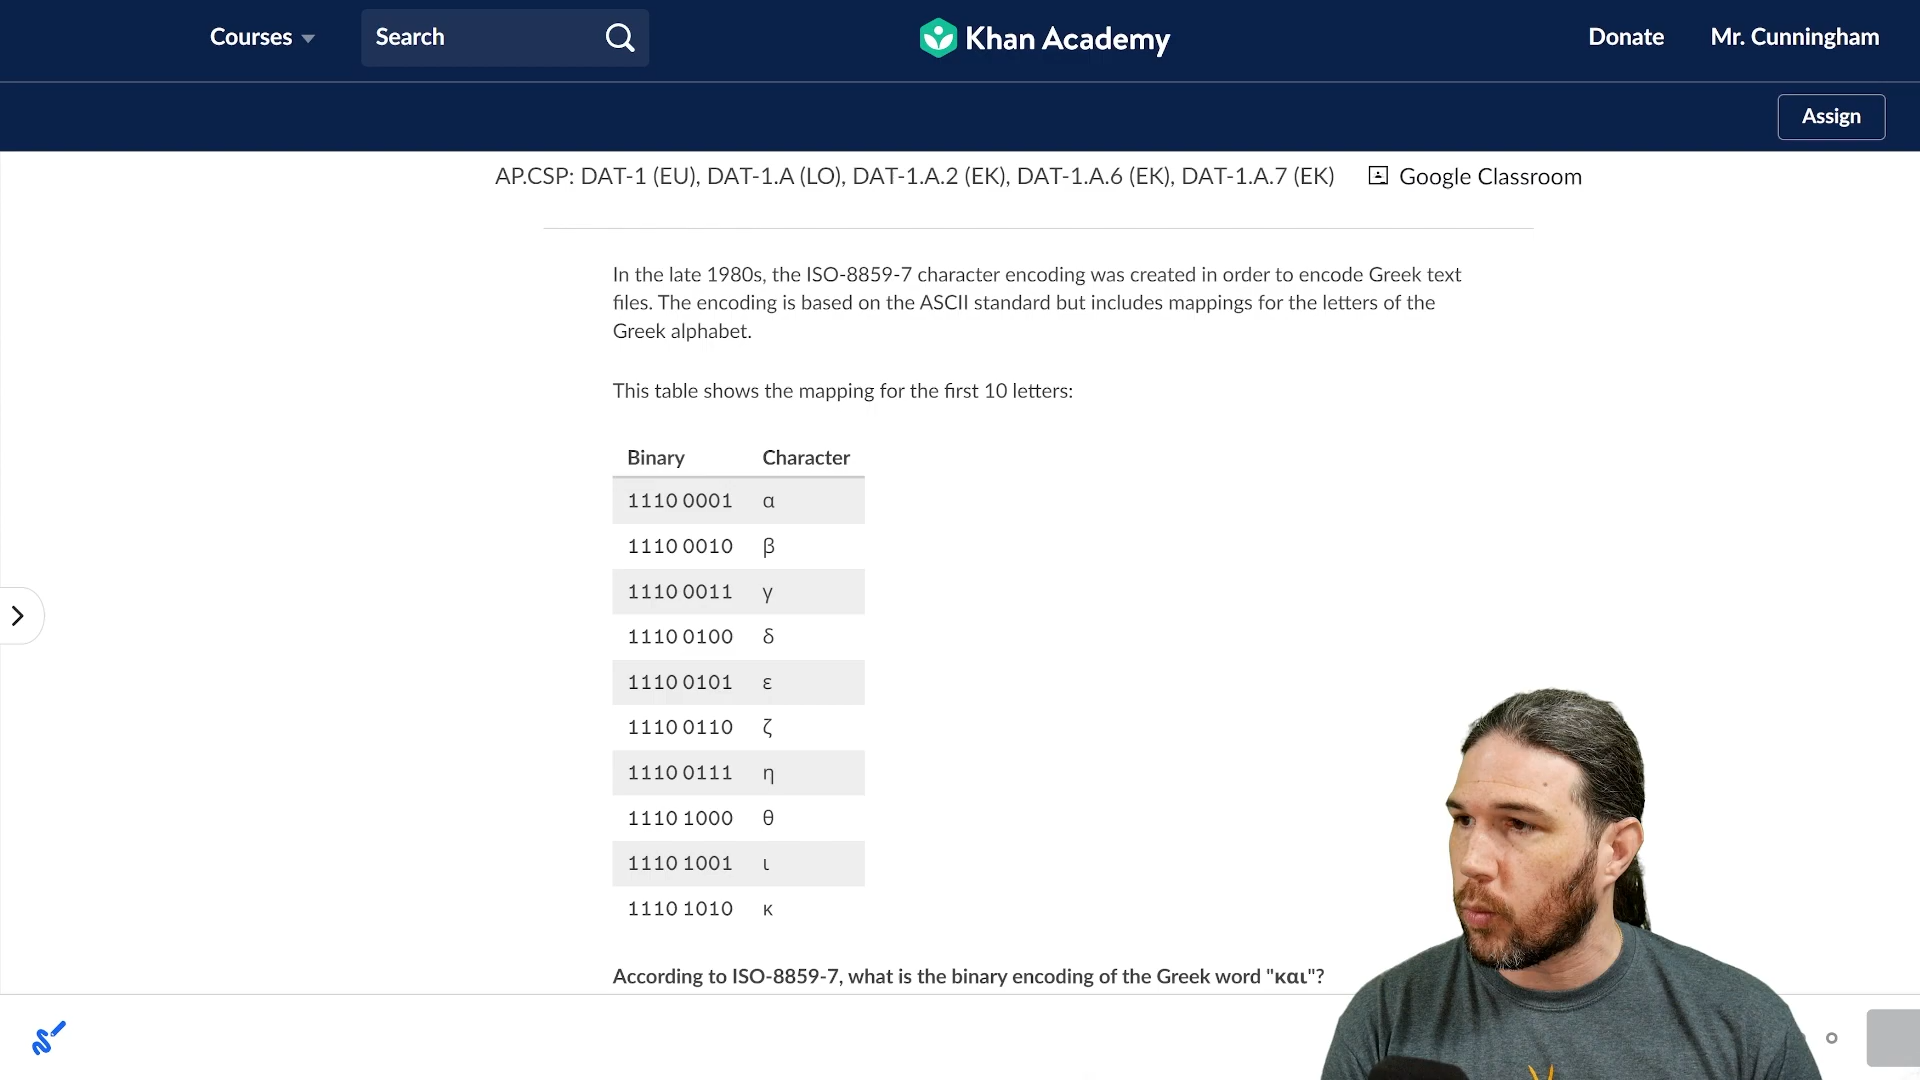 Courses
Search
Khan Academy
Donate
Mr. Cunningham
Assign
AP.CSP: DAT-1 (EU), DAT-1.A (LO), DAT-1.A.2 (EK), DAT-1.A.6 (EK), DAT-1.A.7 (EK)
Google Classroom
In the late 1980s, the ISO-8859-7 character encoding was created in order to encode Greek text
files. The encoding is based on the ASCII standard but includes mappings for the letters of the
Greek alphabet.
This table shows the mapping for the first 10 letters:
Binary Character
1110 0001 α
1110 0010 β
1110 0011 γ
1110 0100 δ
1110 0101 ε
1110 0110 ζ
1110 0111 η
1110 1000 θ
1110 1001 ι
1110 1010 κ
According to ISO-8859-7, what is the binary encoding of the Greek word "και"?